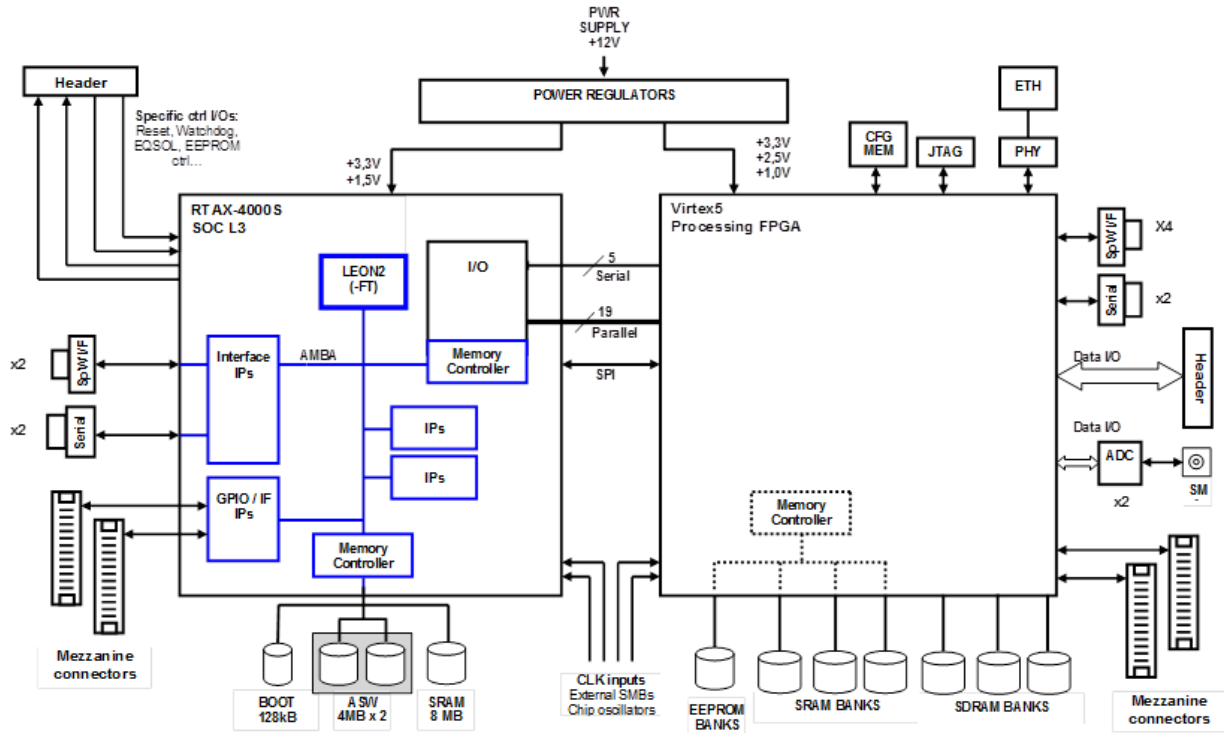 PWR
SUPPLY
+12V
Header
POWER REGULATORS
ETH
Specific ctrl I/Os:
Reset, Watchdog,
EQSOL, EEPROM
ctrl...
CFG
MEM
JTAG
PHY
+3,3V
+1,5V
+3,3V
+2,5V
+1,0V
RTAX-4000S
SOC L3
Virtex5
Processing FPGA
LEON2
(-FT)
I/O
5
Serial
19
Parallel
SpWI/F
X4
Serial
x2
x2
SpWI/F
Interface
IPs
AMBA
Memory
Controller
SPI
Data I/O
Header
x2
Serial
IPs
IPs
Data I/O
ADC
x2
SM
GPIO / IF
IPs
Memory
Controller
Memory
Controller
Mezzanine
connectors
BOOT
128kB
ASW
4MB x 2
SRAM
8 MB
CLK inputs
External SMBs
Chip oscillators
EEPROM
BANKS
SRAM BANKS
SDRAM BANKS
Mezzanine
connectors